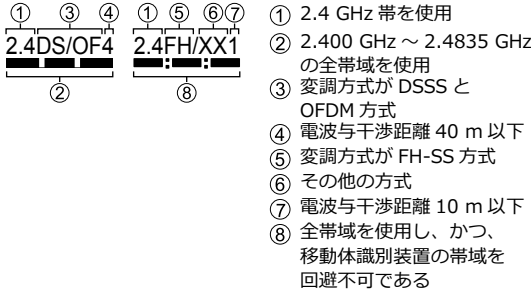 ① ③ ④ ① ⑤ ⑥ ⑦
2.4DS/OF4 2.4FH/XX1
② ⑧
① 2.4 GHz 帯を使用
② 2.400 GHz ～ 2.4835 GHz
の全帯域を使用
③ 変調方式が DSSS と
OFDM 方式
④ 電波与干渉距離 40 m 以下
⑤ 変調方式が FH-SS 方式
⑥ その他の方式
⑦ 電波与干渉距離 10 m 以下
⑧ 全帯域を使用し、かつ、
移動体識別装置の帯域を
回避不可である